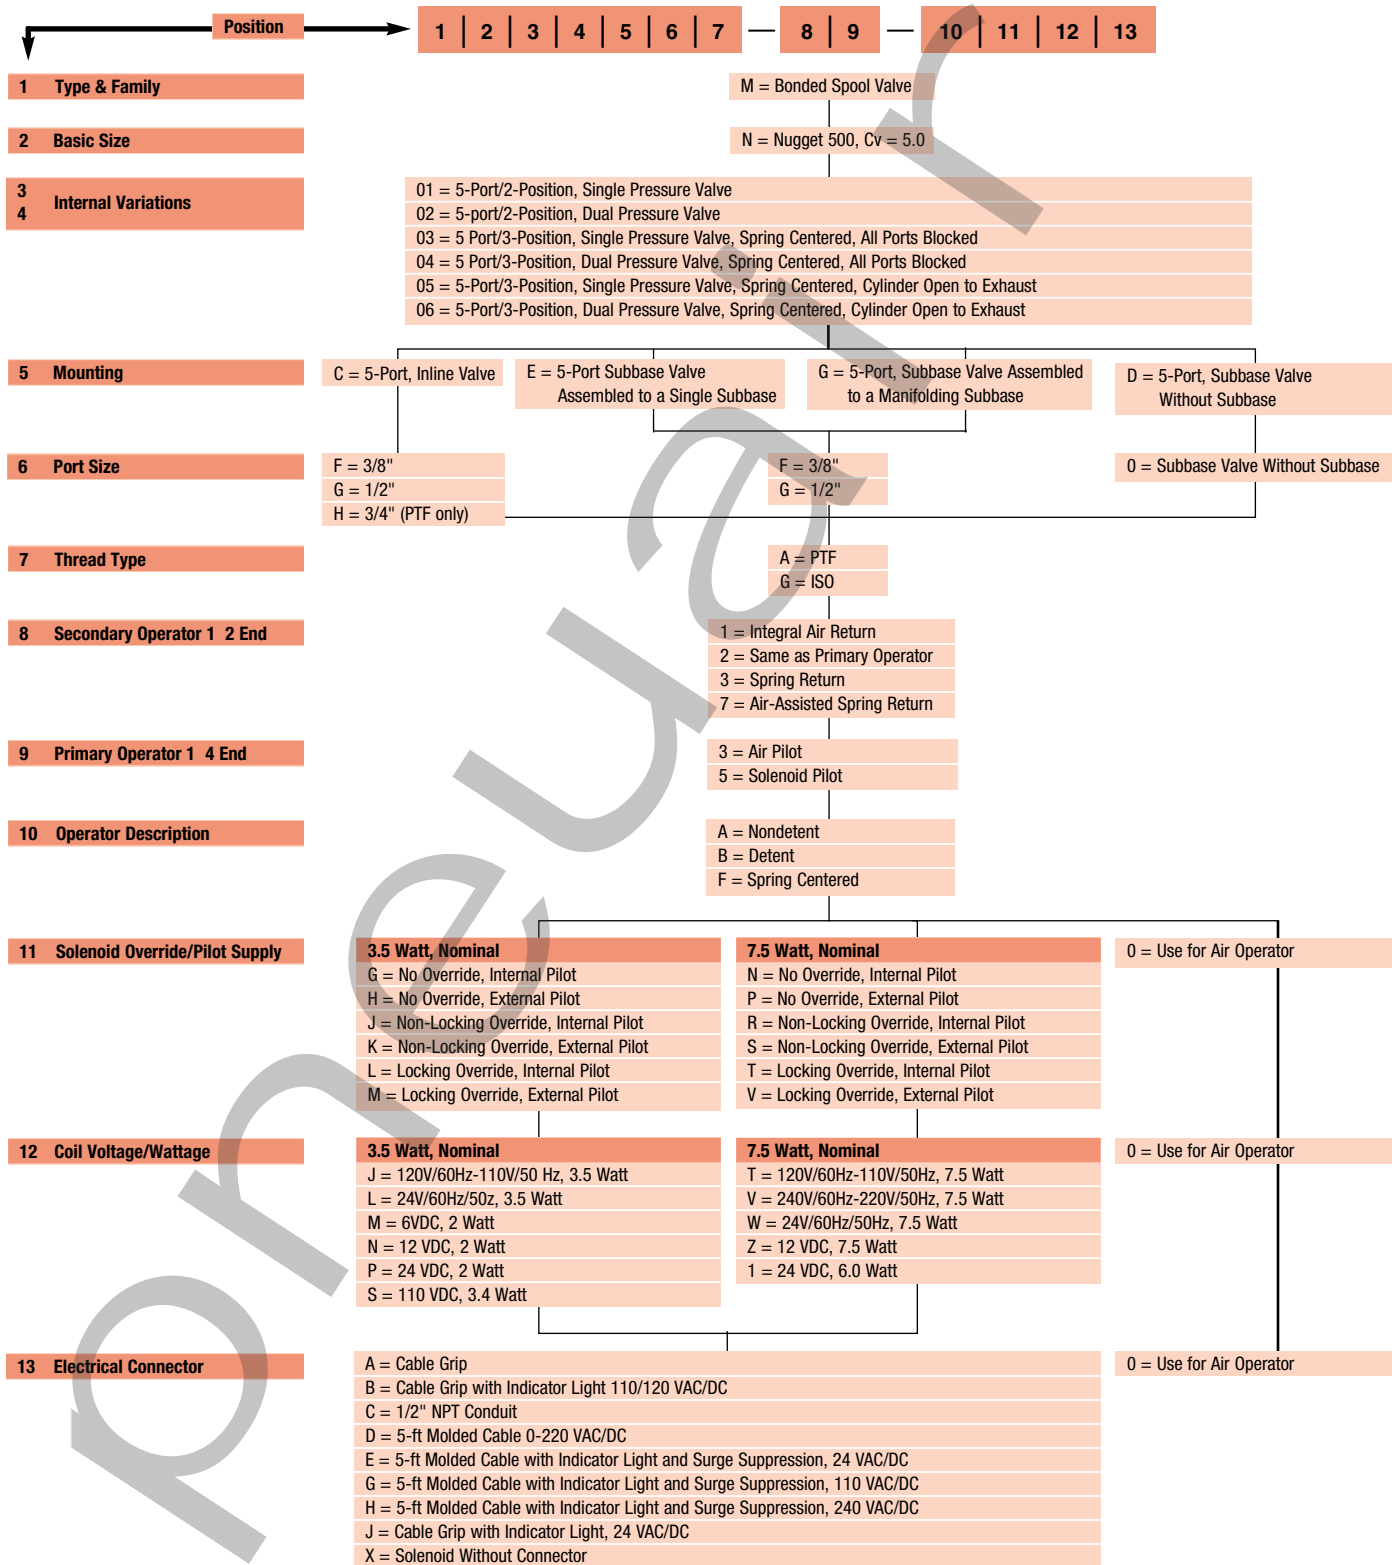 Position 1 2 3 4 5 6 7 — 8 9 — 10 11 12 13
1 Type & Family
M = Bonded Spool Valve
2 Basic Size
N = Nugget 500, Cv = 5.0
3
4
Internal Variations
01 = 5-Port/2-Position, Single Pressure Valve
02 = 5-port/2-Position, Dual Pressure Valve
03 = 5 Port/3-Position, Single Pressure Valve, Spring Centered, All Ports Blocked
04 = 5 Port/3-Position, Dual Pressure Valve, Spring Centered, All Ports Blocked
05 = 5-Port/3-Position, Single Pressure Valve, Spring Centered, Cylinder Open to Exhaust
06 = 5-Port/3-Position, Dual Pressure Valve, Spring Centered, Cylinder Open to Exhaust
5 Mounting
C = 5-Port, Inline Valve
E = 5-Port Subbase Valve
Assembled to a Single Subbase
G = 5-Port, Subbase Valve Assembled
to a Manifolding Subbase
D = 5-Port, Subbase Valve
Without Subbase
6 Port Size
F = 3/8"
G = 1/2"
H = 3/4" (PTF only)
F = 3/8"
G = 1/2"
0 = Subbase Valve Without Subbase
7 Thread Type
A = PTF
G = ISO
8 Secondary Operator 1 2 End
1 = Integral Air Return
2 = Same as Primary Operator
3 = Spring Return
7 = Air-Assisted Spring Return
9 Primary Operator 1 4 End
3 = Air Pilot
5 = Solenoid Pilot
10 Operator Description
A = Nondetent
B = Detent
F = Spring Centered
11 Solenoid Override/Pilot Supply
3.5 Watt, Nominal
G = No Override, Internal Pilot
H = No Override, External Pilot
J = Non-Locking Override, Internal Pilot
K = Non-Locking Override, External Pilot
L = Locking Override, Internal Pilot
M = Locking Override, External Pilot
7.5 Watt, Nominal
N = No Override, Internal Pilot
P = No Override, External Pilot
R = Non-Locking Override, Internal Pilot
S = Non-Locking Override, External Pilot
T = Locking Override, Internal Pilot
V = Locking Override, External Pilot
0 = Use for Air Operator
12 Coil Voltage/Wattage
3.5 Watt, Nominal
J = 120V/60Hz-110V/50 Hz, 3.5 Watt
L = 24V/60Hz/50z, 3.5 Watt
M = 6VDC, 2 Watt
N = 12 VDC, 2 Watt
P = 24 VDC, 2 Watt
S = 110 VDC, 3.4 Watt
7.5 Watt, Nominal
T = 120V/60Hz-110V/50Hz, 7.5 Watt
V = 240V/60Hz-220V/50Hz, 7.5 Watt
W = 24V/60Hz/50Hz, 7.5 Watt
Z = 12 VDC, 7.5 Watt
1 = 24 VDC, 6.0 Watt
0 = Use for Air Operator
13 Electrical Connector
A = Cable Grip
B = Cable Grip with Indicator Light 110/120 VAC/DC
C = 1/2" NPT Conduit
D = 5-ft Molded Cable 0-220 VAC/DC
E = 5-ft Molded Cable with Indicator Light and Surge Suppression, 24 VAC/DC
G = 5-ft Molded Cable with Indicator Light and Surge Suppression, 110 VAC/DC
H = 5-ft Molded Cable with Indicator Light and Surge Suppression, 240 VAC/DC
J = Cable Grip with Indicator Light, 24 VAC/DC
X = Solenoid Without Connector
0 = Use for Air Operator
pneuair